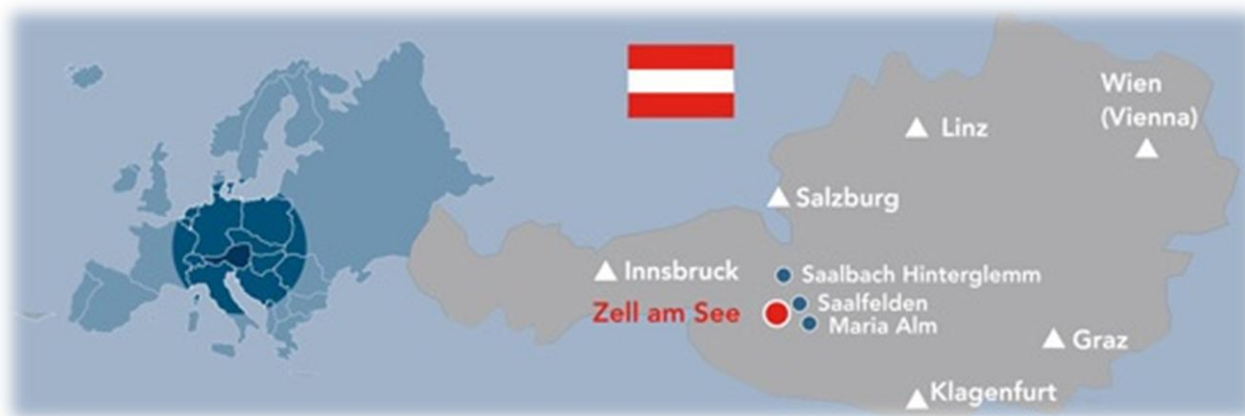 Wien
(Vienna)
Linz
Salzburg
Innsbruck
Saalbach Hinterglemm
Saalfelden
Zell am See
Maria Alm
Graz
Klagenfurt